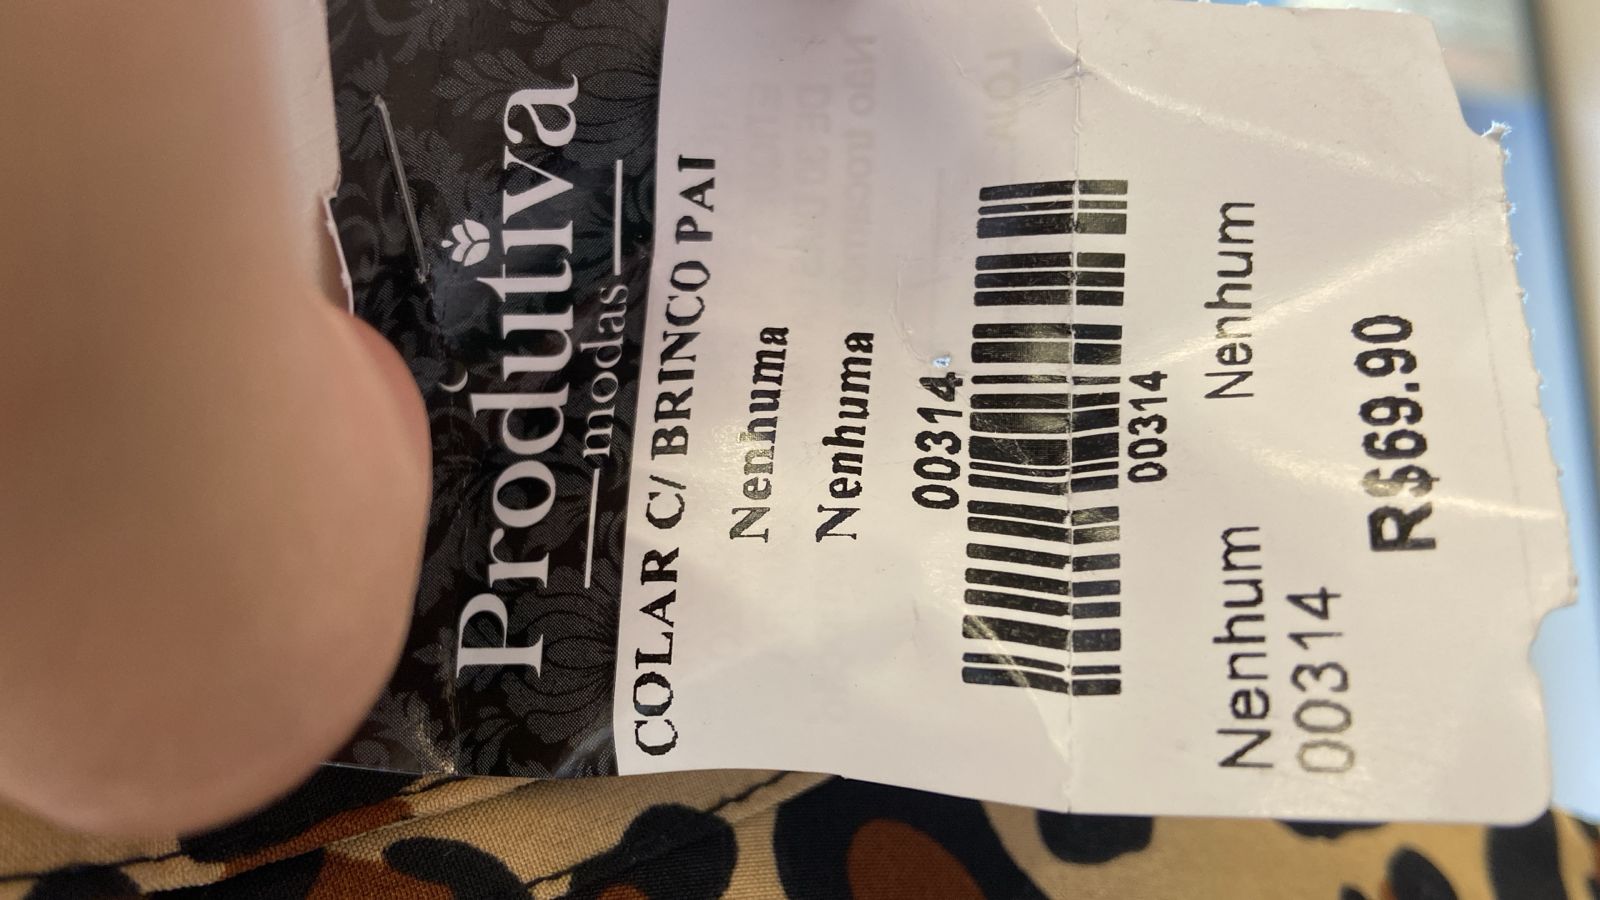 Produtiva
modas
COLAR C/ BRINCO PAI
Nenhuma
Nenhuma
00314
00314
Nenhum Nenhum
00314
R$69.90